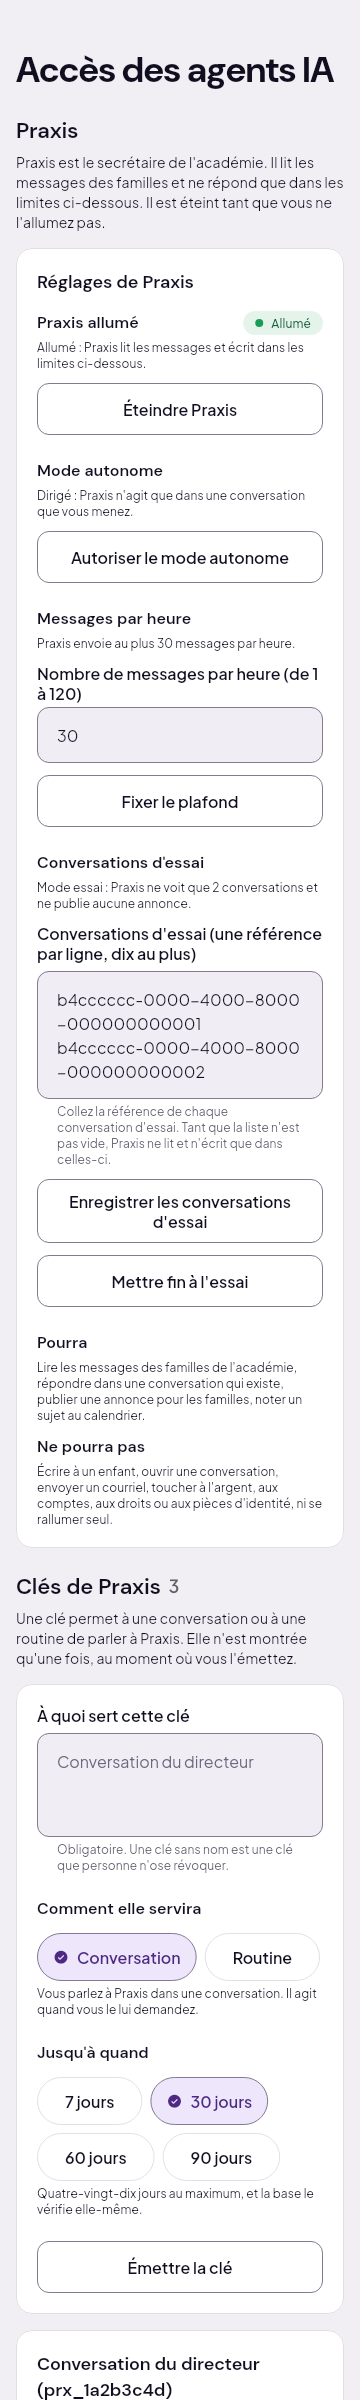 Accès des agents IA
Praxis
Praxis est le secrétaire de l'académie. Il lit les
messages des familles et ne répond que dans les
limites ci-dessous. Il est éteint tant que vous ne
l'allumez pas.
Réglages de Praxis
Praxis allumé
Allumé
Allumé : Praxis lit les messages et écrit dans les
limites ci-dessous.
Éteindre Praxis
Mode autonome
Dirigé : Praxis n'agit que dans une conversation
que vous menez.
Autoriser le mode autonome
Messages par heure
Praxis envoie au plus 30 messages par heure.
Nombre de messages par heure (de 1
à 120)
30
Fixer le plafond
Conversations d'essai
Mode essai : Praxis ne voit que 2 conversations et
ne publie aucune annonce.
Conversations d'essai (une référence
par ligne, dix au plus)
b4cccccc-0000-4000-8000
-000000000001
b4cccccc-0000-4000-8000
-000000000002
Collez la référence de chaque
conversation d'essai. Tant que la liste n'est
pas vide, Praxis ne lit et n'écrit que dans
celles-ci.
Enregistrer les conversations
d'essai
Mettre fin à l'essai
Pourra
Lire les messages des familles de l'académie,
répondre dans une conversation qui existe,
publier une annonce pour les familles, noter un
sujet au calendrier.
Ne pourra pas
Écrire à un enfant, ouvrir une conversation,
envoyer un courriel, toucher à l'argent, aux
comptes, aux droits ou aux pièces d'identité, ni se
rallumer seul.
Clés de Praxis 3
Une clé permet à une conversation ou à une
routine de parler à Praxis. Elle n'est montrée
qu'une fois, au moment où vous l'émettez.
À quoi sert cette clé
Conversation du directeur
Obligatoire. Une clé sans nom est une clé
que personne n'ose révoquer.
Comment elle servira
Conversation Routine
Vous parlez à Praxis dans une conversation. Il agit
quand vous le lui demandez.
Jusqu'à quand
7 jours 30 jours
60 jours 90 jours
Quatre-vingt-dix jours au maximum, et la base le
vérifie elle-même.
Émettre la clé
Conversation du directeur
(prx_1a2b3c4d)